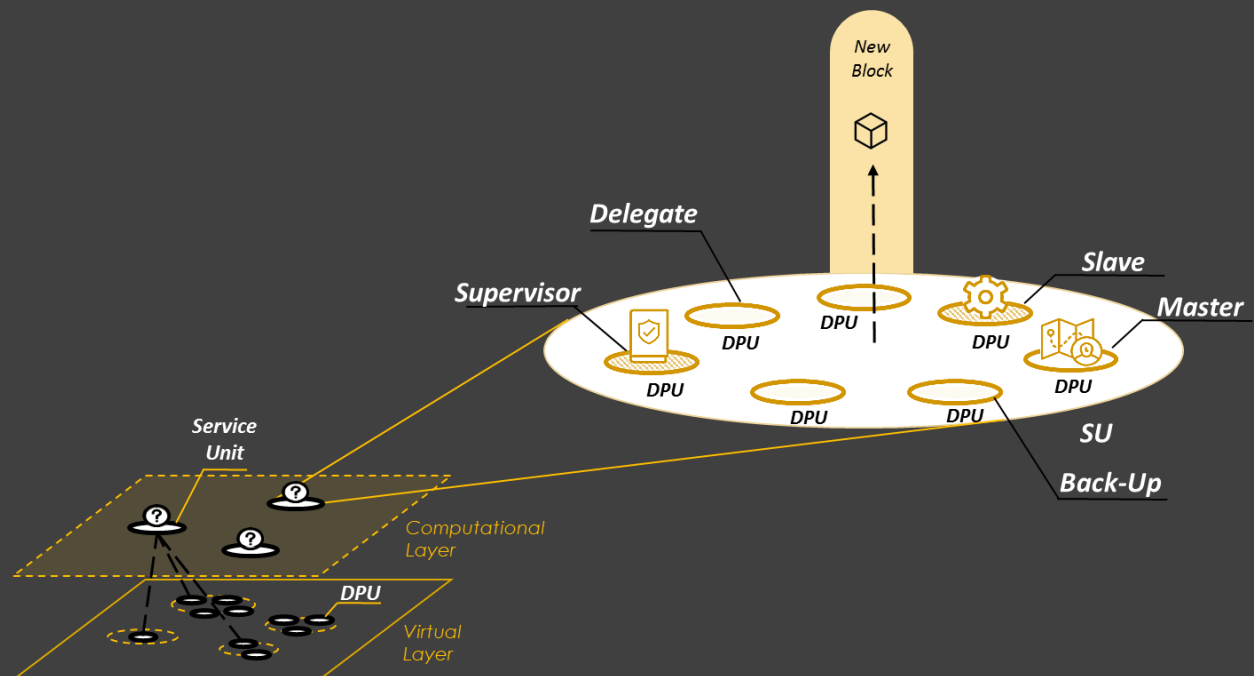 New
Block
Delegate
Slave
Supervisor
Master
DPU
DPU
DPU
DPU
DPU
DPU
DPU
SU
Back-Up
Service
Unit
?
?
?
Computational
Layer
DPU
Virtual
Layer